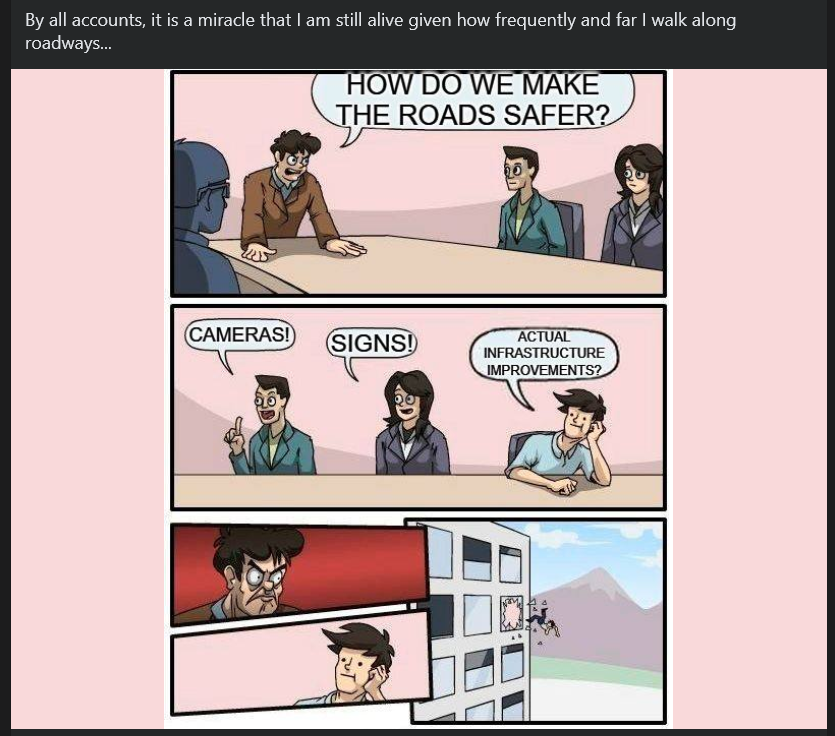 By all accounts, it is a miracle that I am still alive given how frequently and far I walk along
roadways...
HOW DO WE MAKE
THE ROADS SAFER?
CAMERAS!
SIGNS!
ACTUAL
INFRASTRUCTURE
IMPROVEMENTS?